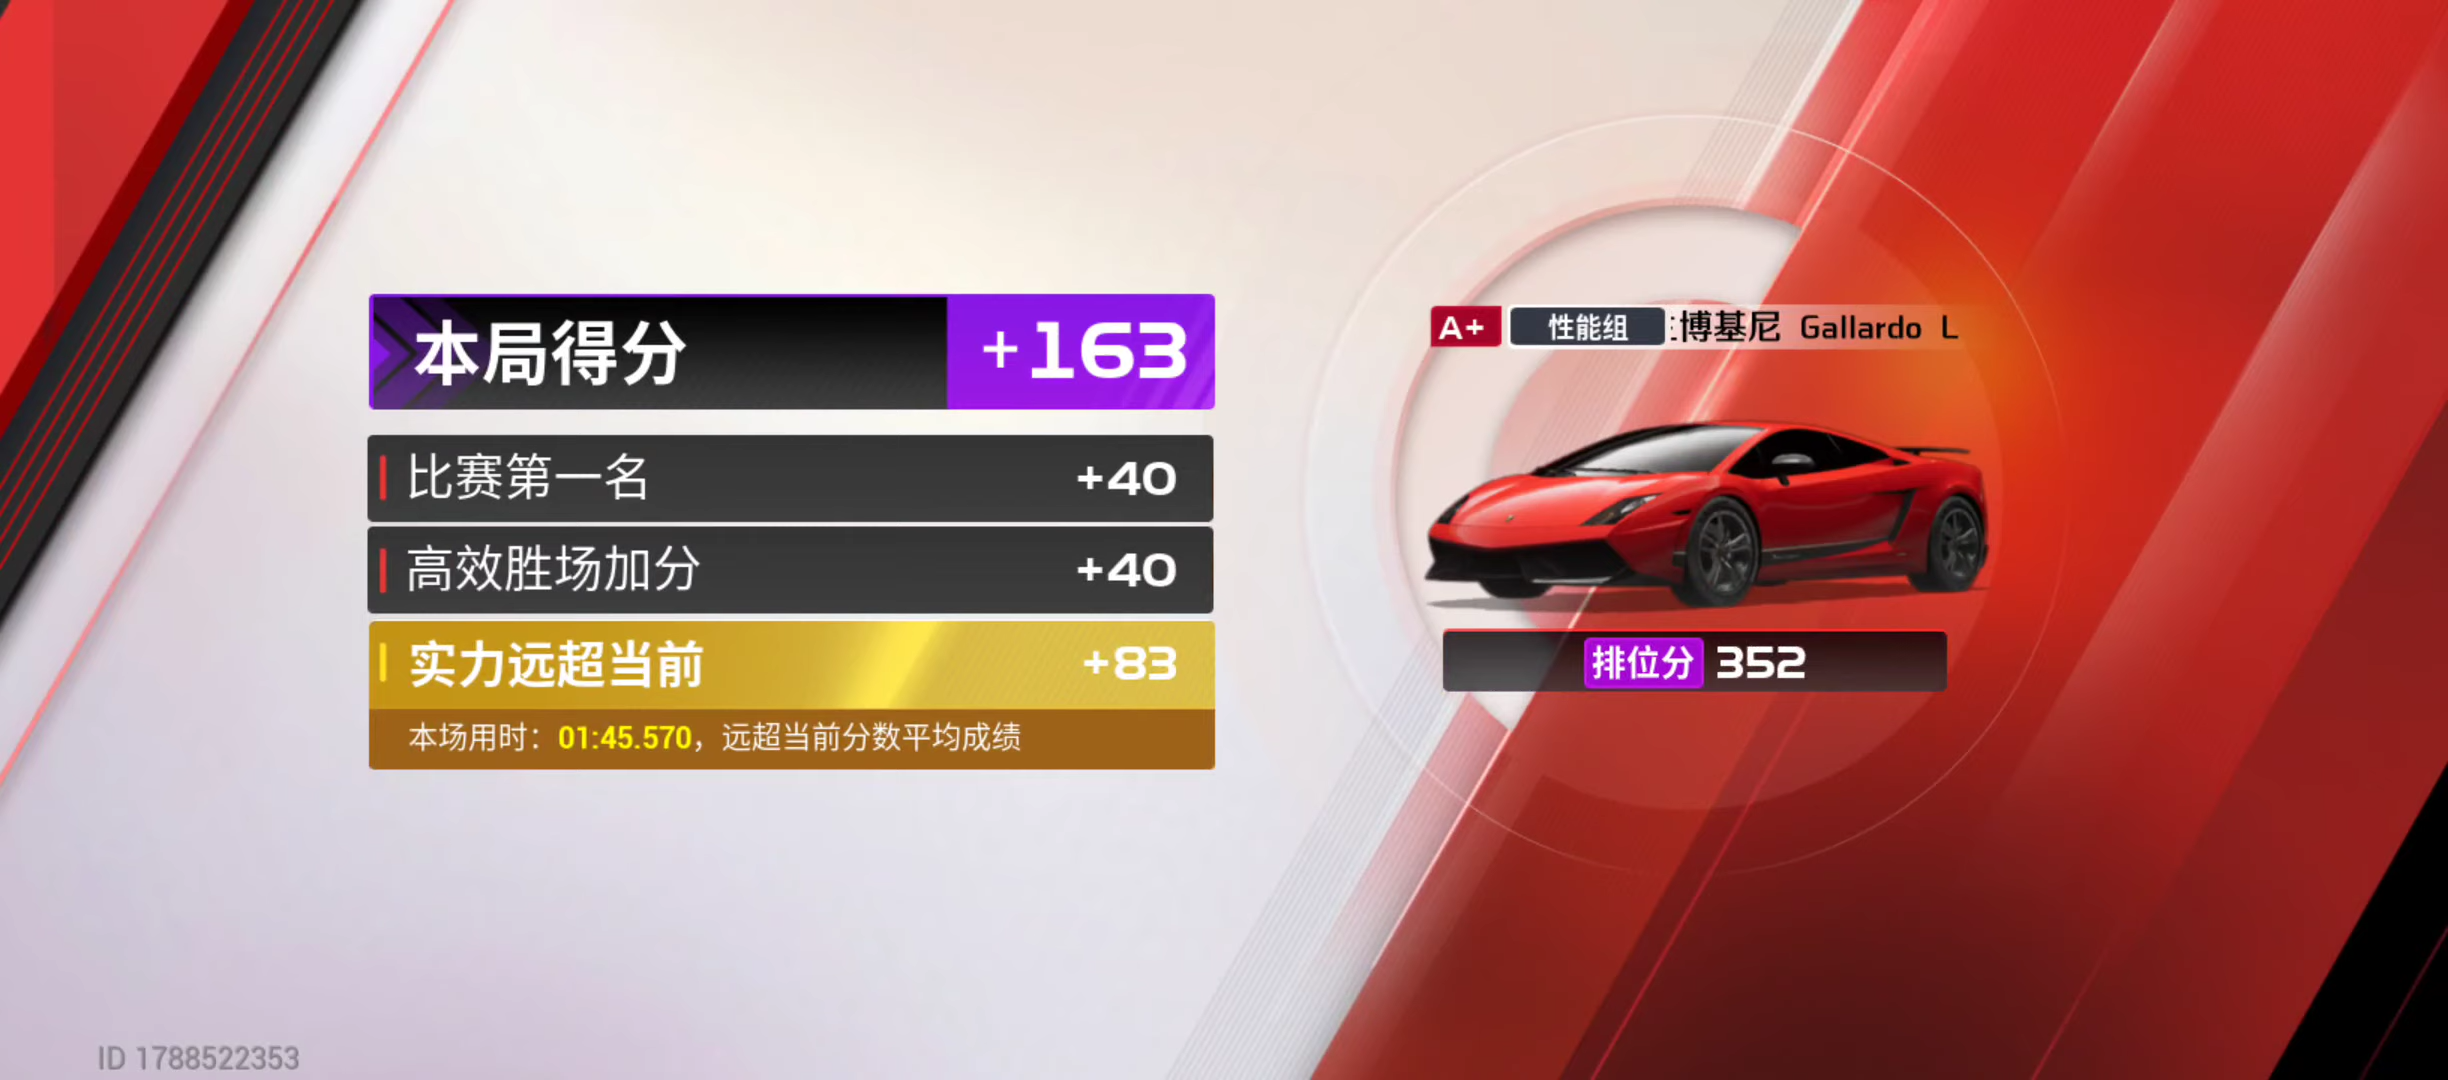 本局得分 +163
比赛第一名 +40
高效胜场加分 +40
实力远超当前 +83
本场用时：01:45.570，远超当前分数平均成绩
A+ 性能组 博基尼 Gallardo L
排位分 352
ID 1788522353